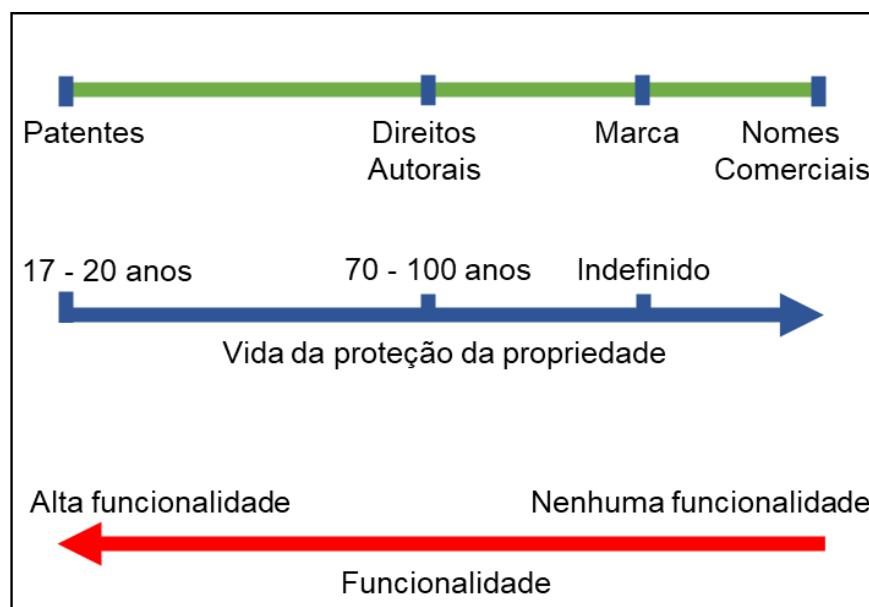 Patentes Direitos Marca Nomes
Autorais Comerciais
17 - 20 anos 70 - 100 anos Indefinido
Vida da proteção da propriedade
Alta funcionalidade Nenhuma funcionalidade
Funcionalidade